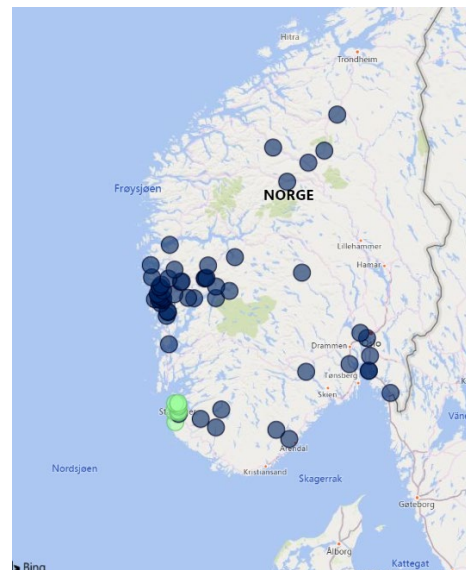 Hitra
Trondheim
Frøysjøen
NORGE
Lillehammer
Hamar
Drammen
Tønsberg
Skien
Arendal
Kristiansand
Nordsjøen
Skagerrak
Göteborg
Ålborg
Kattegat
Bing